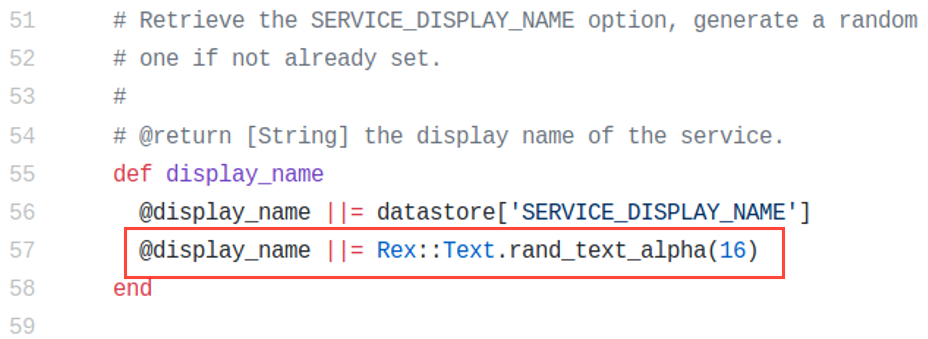 51 # Retrieve the SERVICE_DISPLAY_NAME option, generate a random
52 # one if not already set.
53 #
54 # @return [String] the display name of the service.
55 def display_name
56 @display_name ||= datastore['SERVICE_DISPLAY_NAME']
57 @display_name ||= Rex::Text.rand_text_alpha(16)
58 end
59